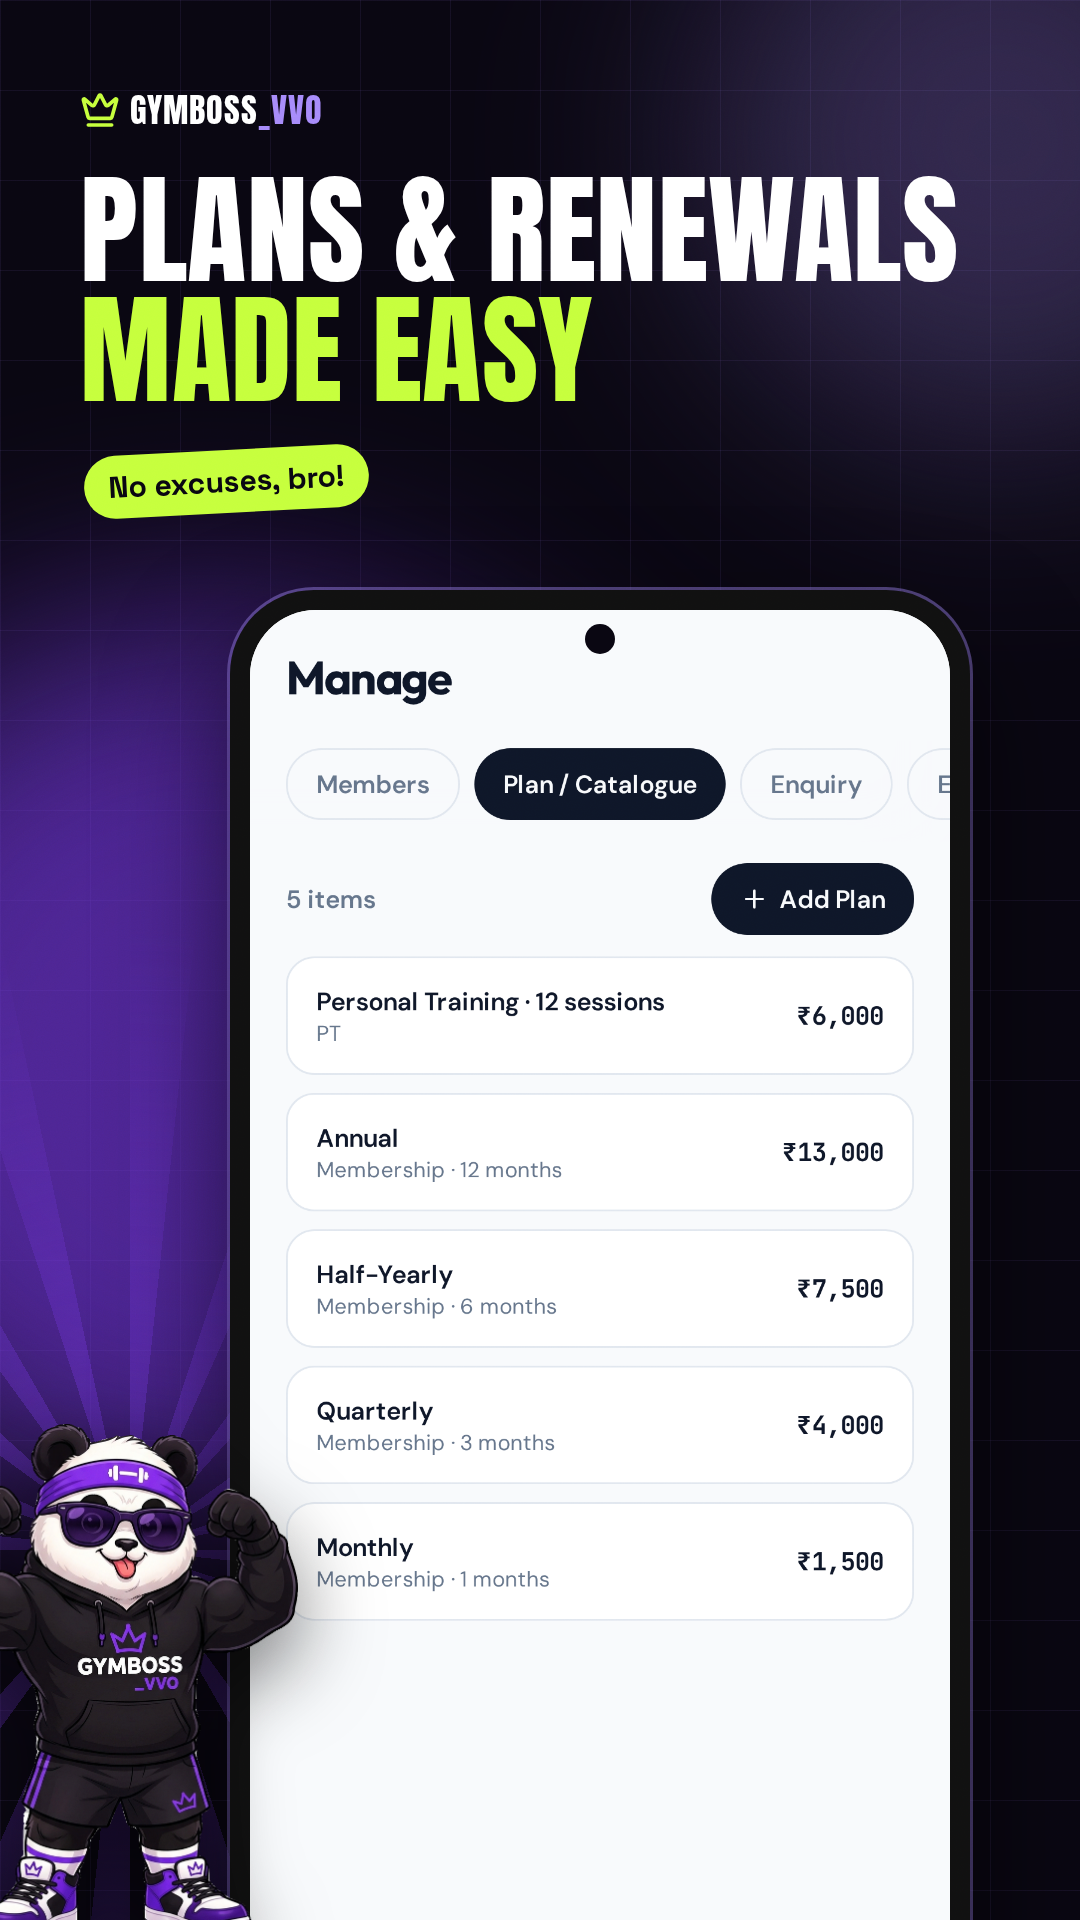 GYMBOSS_VVO
PLANS & RENEWALS
MADE EASY
No excuses, bro!
Manage
Members
Plan / Catalogue
Enquiry
E
5 items
+ Add Plan
Personal Training · 12 sessions
PT
₹6,000
Annual
Membership · 12 months
₹13,000
Half-Yearly
Membership · 6 months
₹7,500
Quarterly
Membership · 3 months
₹4,000
Monthly
Membership · 1 months
₹1,500
GYMBOSS
_VVO